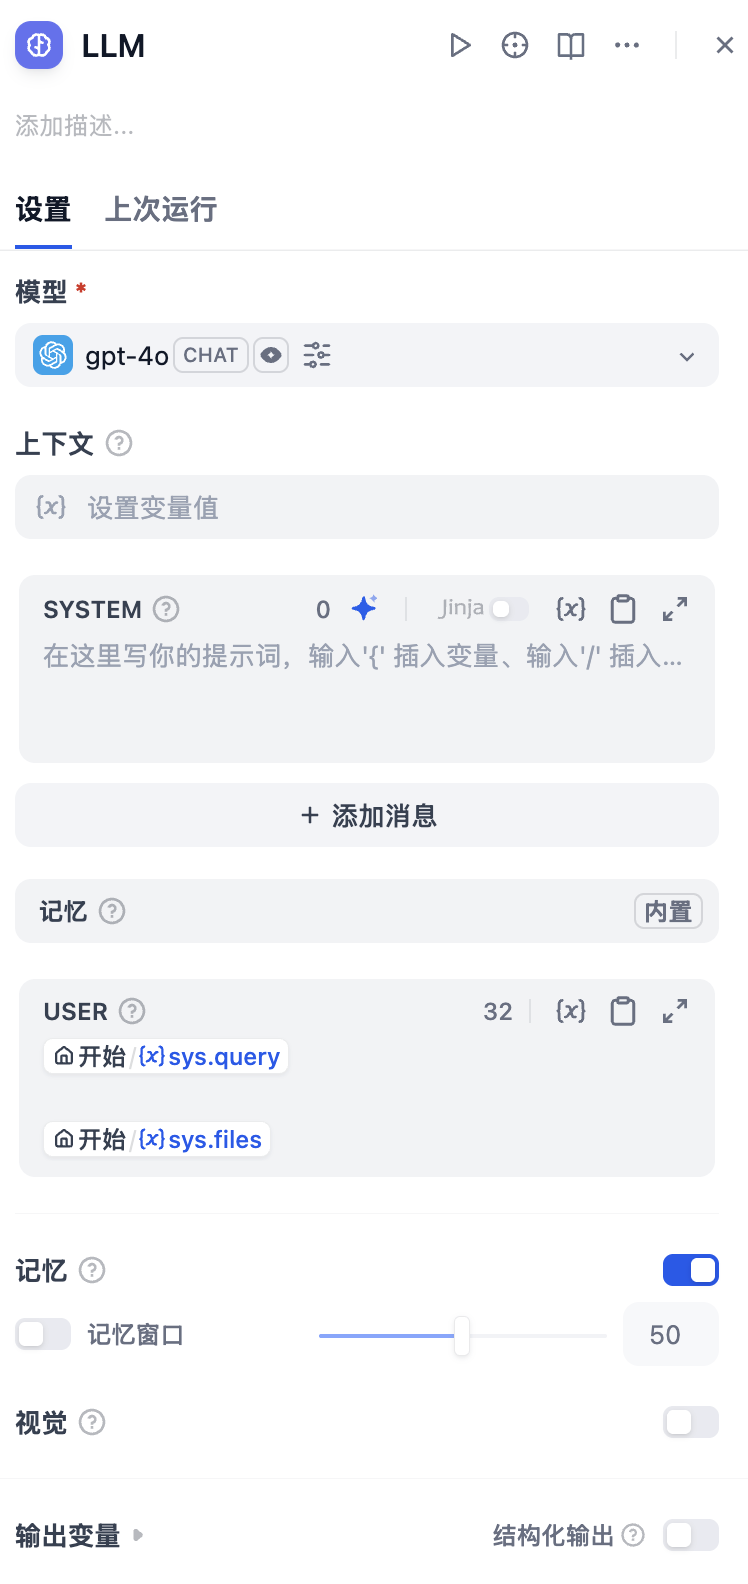 LLM
添加描述...
设置 上次运行
模型 *
gpt-4o CHAT
上下文
{x} 设置变量值
SYSTEM 0 Jinja {x}
在这里写你的提示词，输入'{' 插入变量、输入'/' 插入...
+ 添加消息
记忆 内置
USER 32 {x}
开始/{x} sys.query
开始/{x} sys.files
记忆
记忆窗口 50
视觉
输出变量 结构化输出